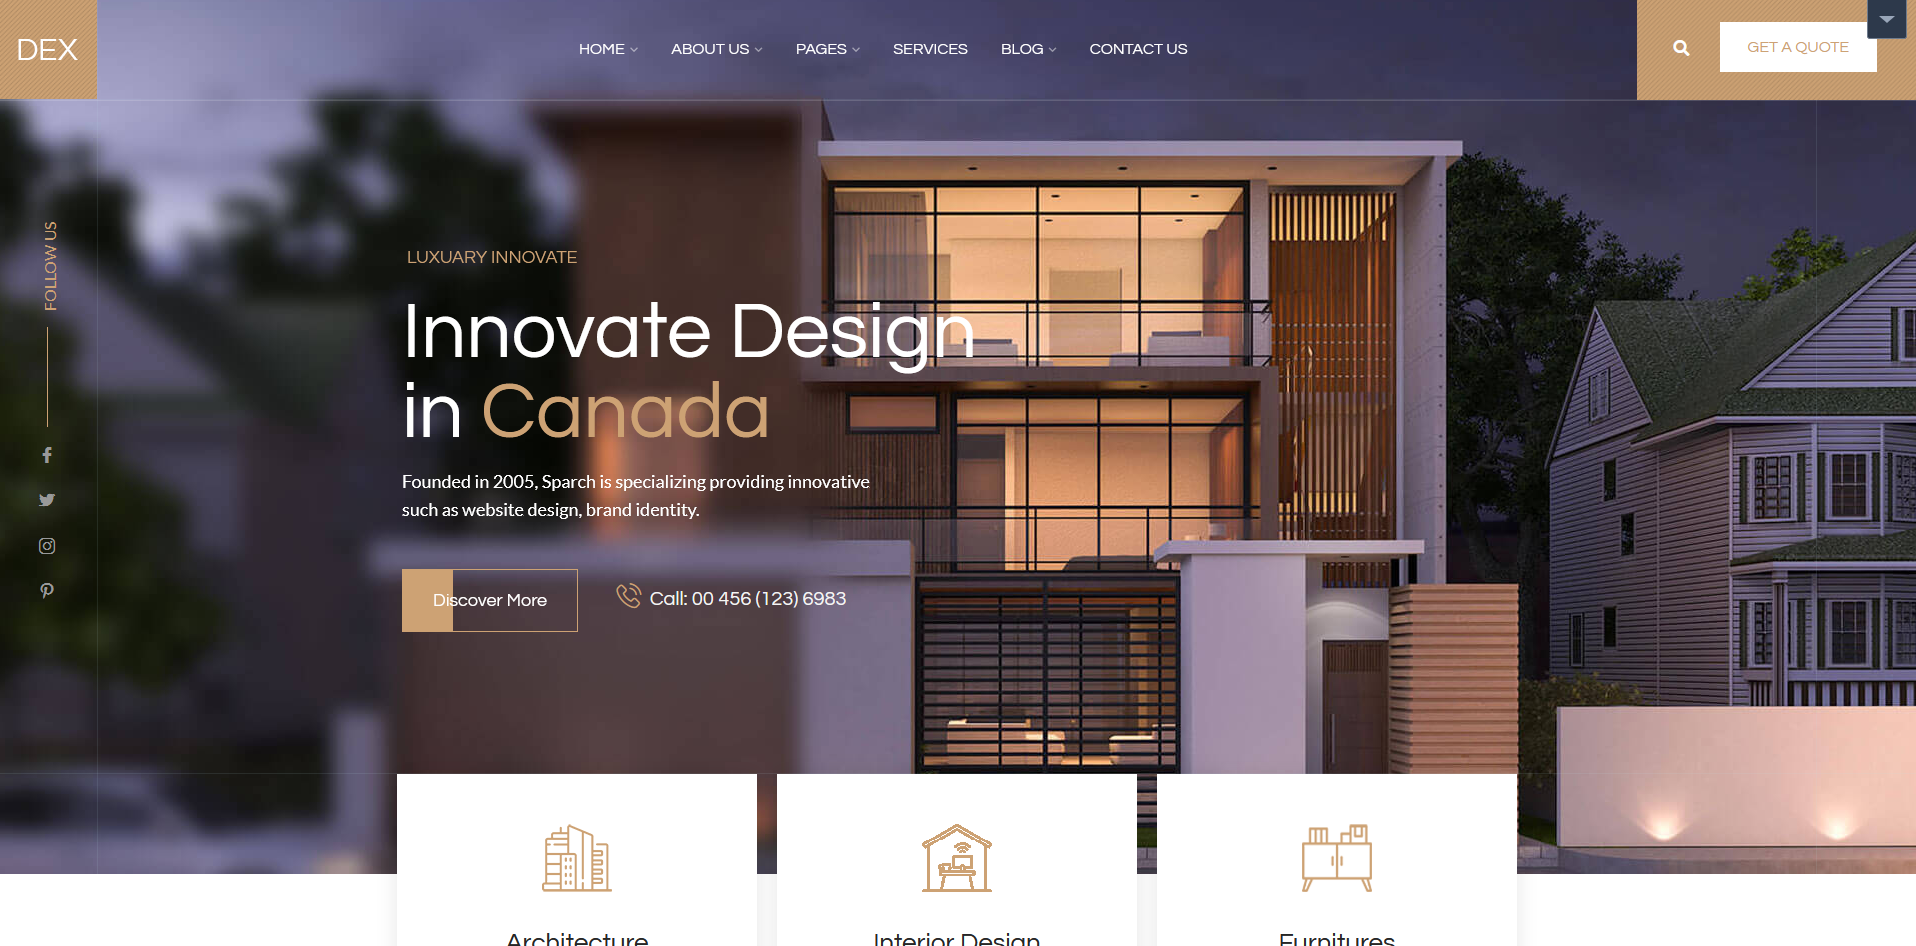 DEX
HOME
ABOUT US
PAGES
SERVICES
BLOG
CONTACT US
GET A QUOTE
FOLLOW US
LUXUARY INNOVATE
Innovate Design
in Canada
Founded in 2005, Sparch is specializing providing innovative
such as website design, brand identity.
Discover More
Call: 00 456 (123) 6983
Architecture
Interior Design
Furnitures